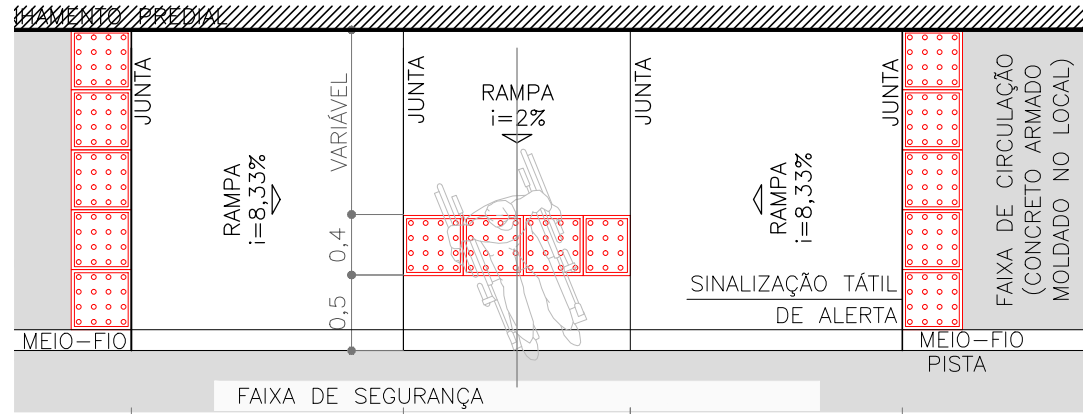 NHAMENTO PREDIAL
JUNTA
RAMPA
i=8,33%
VARIÁVEL
0,4
0,5
JUNTA
RAMPA
i=2%
JUNTA
RAMPA
i=8,33%
JUNTA
SINALIZAÇÃO TÁTIL
DE ALERTA
FAIXA DE CIRCULAÇÃO
(CONCRETO ARMADO
MOLDADO NO LOCAL)
MEIO-FIO
MEIO-FIO
PISTA
FAIXA DE SEGURANÇA